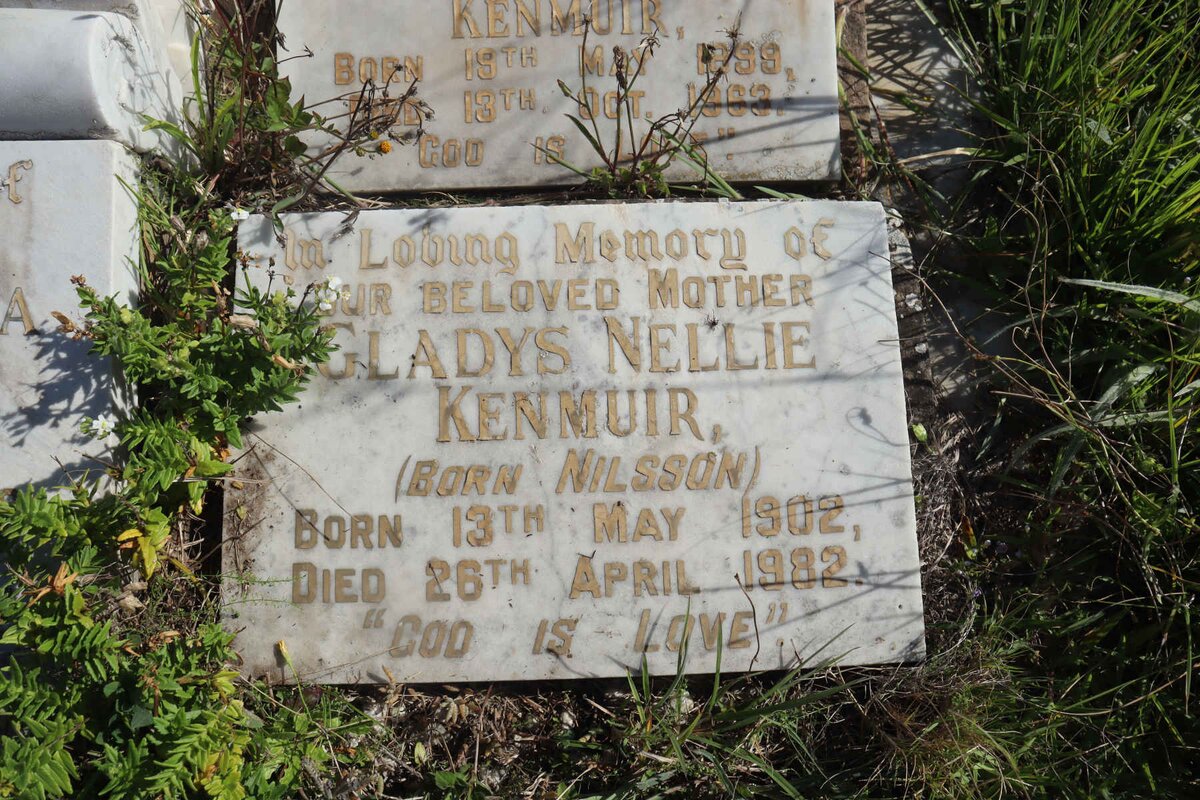 KENMUIR,
BORN 19TH MAY 1899,
DIED 13TH OCT. 1963.
GOD IS
In Loving Memory of
OUR BELOVED MOTHER
GLADYS NELLIE
KENMUIR,
(BORN NILSSON)
BORN 13TH MAY 1902,
DIED 26TH APRIL 1982.
"GOD IS LOVE".
f
A